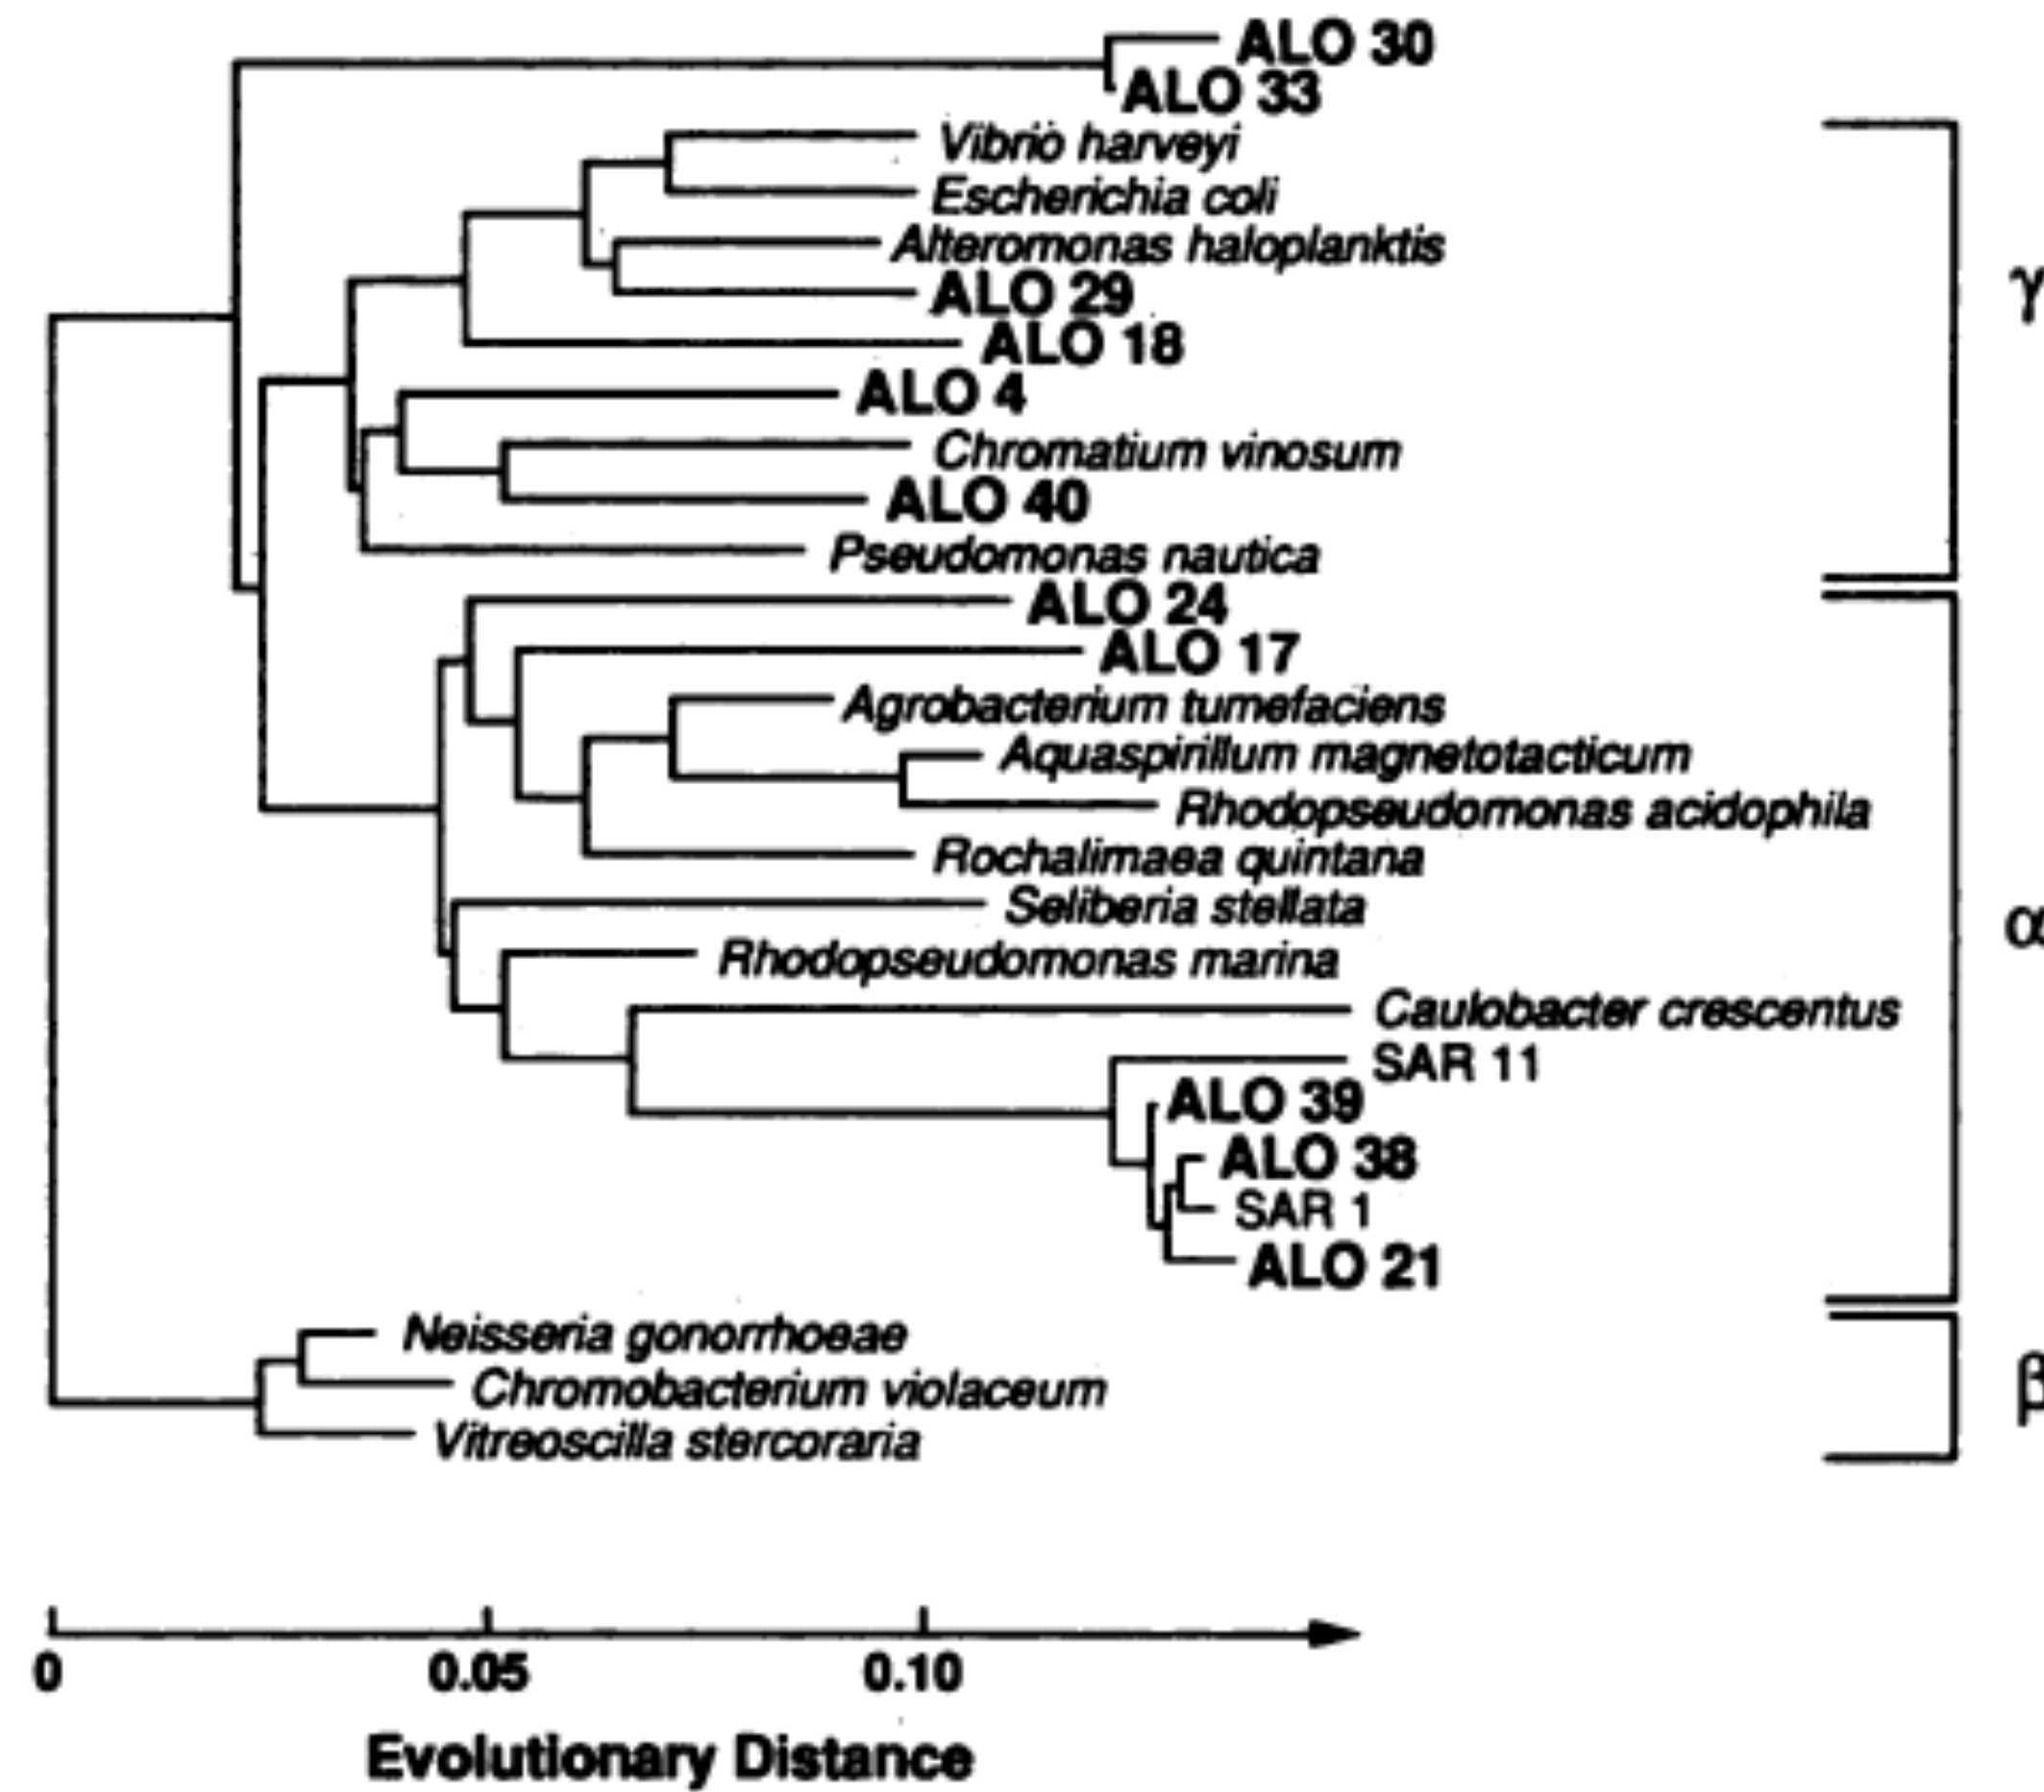 ALO 30
ALO 33
Vibrio harveyi
Escherichia coli
Alteromonas haloplanktis
ALO 29
ALO 18
ALO 4
Chromatium vinosum
ALO 40
Pseudomonas nautica
γ
ALO 24
ALO 17
Agrobacterium tumefaciens
Aquaspirillum magnetotacticum
Rhodopseudomonas acidophila
Rochalimaea quintana
Seliberia stellata
Rhodopseudomonas marina
Caulobacter crescentus
SAR 11
ALO 39
ALO 38
SAR 1
ALO 21
α
Neisseria gonorrhoeae
Chromobacterium violaceum
Vitreoscilla stercoraria
β
0 0.05 0.10
Evolutionary Distance